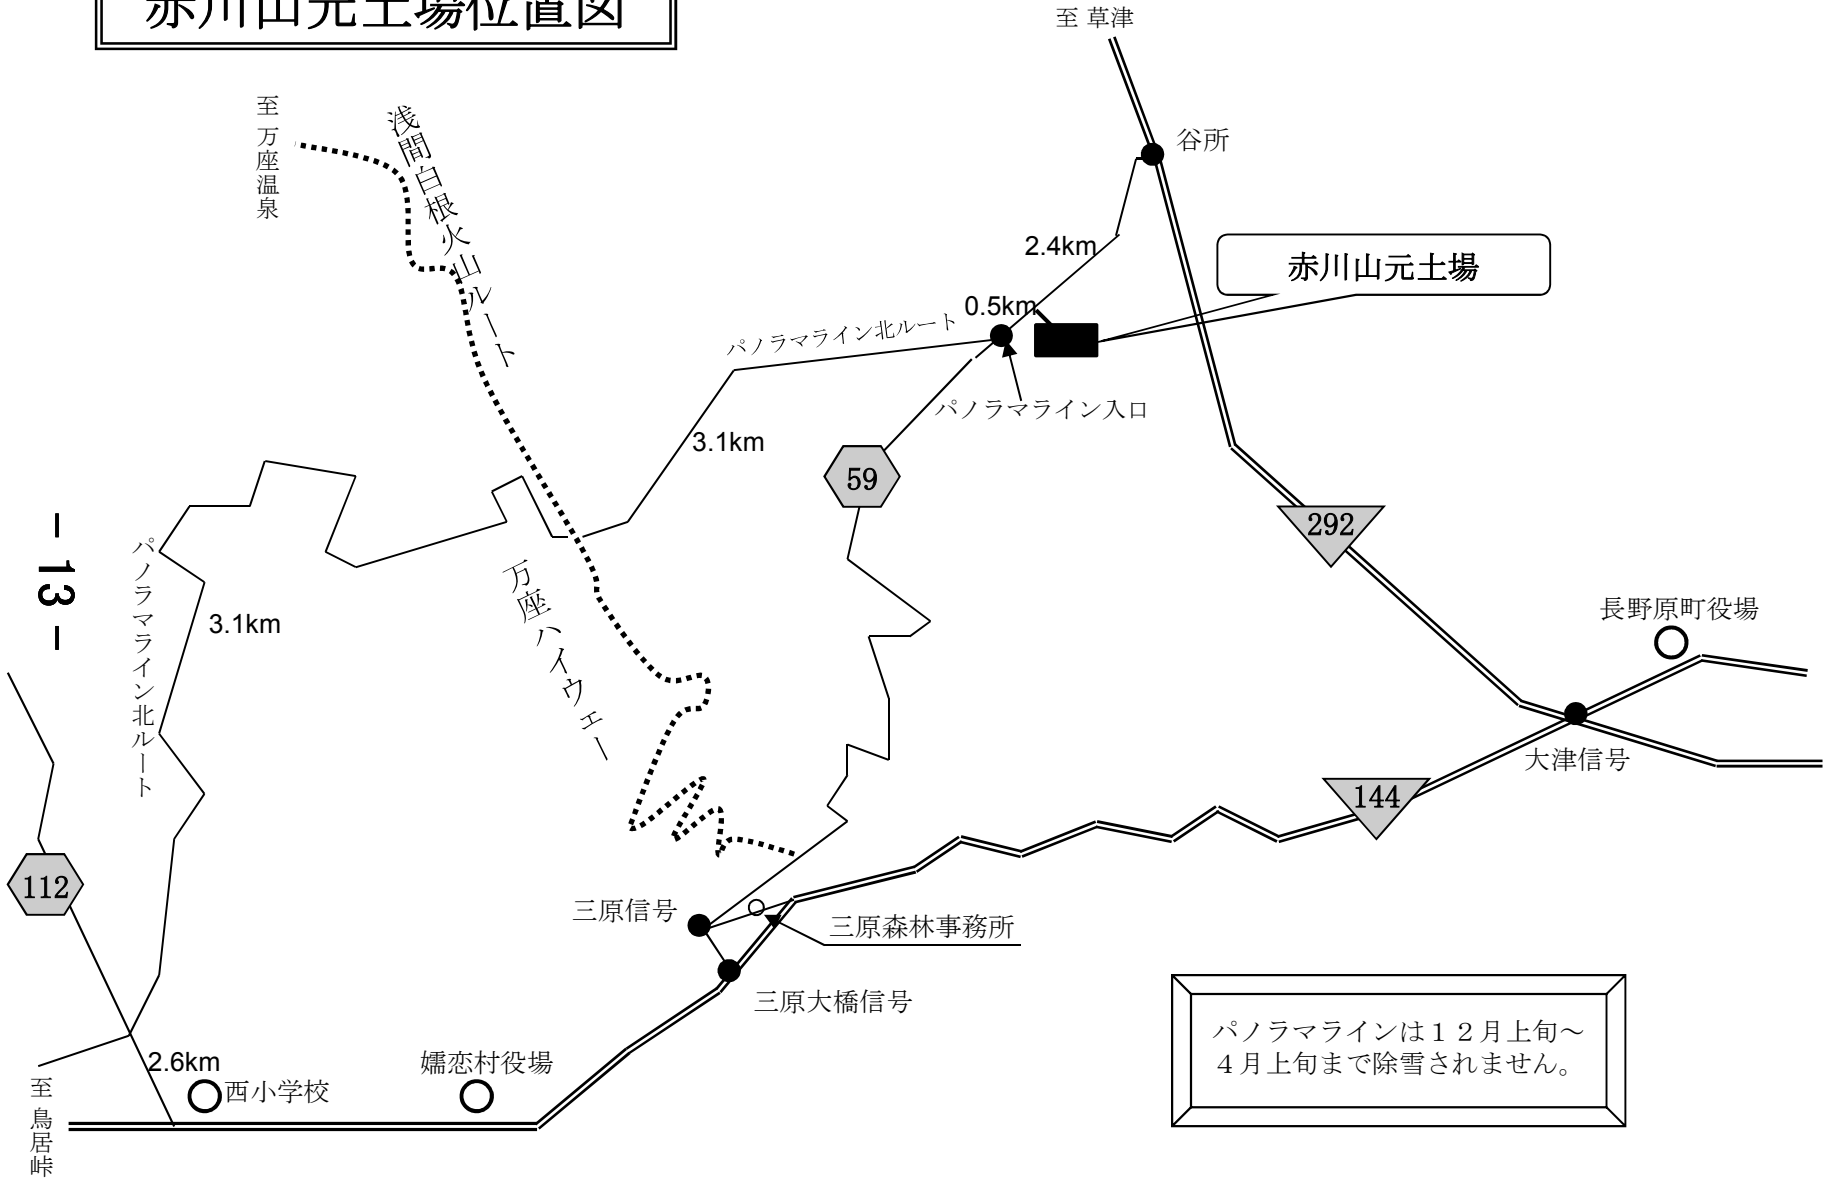 赤川山元土場位置図
至 草津
至 万座温泉
浅間白根火山ルート
谷所
2.4km
赤川山元土場
0.5km
パノラマライン北ルート
パノラマライン入口
3.1km
59
292
- 13 -
パノラマライン北ルート
3.1km
万座ハイウェー
長野原町役場
大津信号
144
112
三原信号
三原森林事務所
三原大橋信号
パノラマラインは１２月上旬～
４月上旬まで除雪されません。
2.6km
西小学校
嬬恋村役場
至 鳥居峠